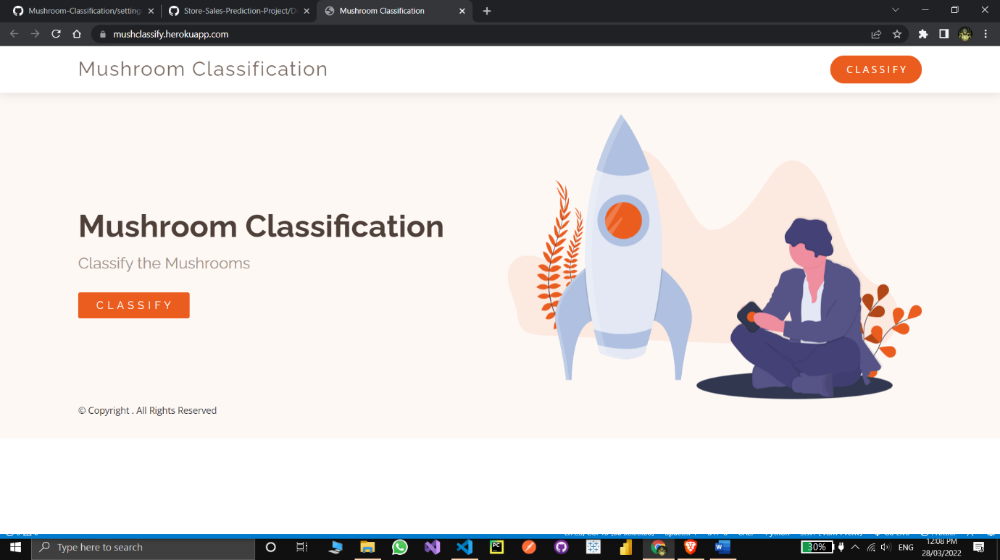 Mushroom-Classification/setting
Store-Sales-Prediction-Project/D
Mushroom Classification
mushclassify.herokuapp.com
Mushroom Classification
CLASSIFY
Mushroom Classification
Classify the Mushrooms
CLASSIFY
© Copyright . All Rights Reserved
Type here to search
PC
30%
ENG
12:08 PM
28/03/2022